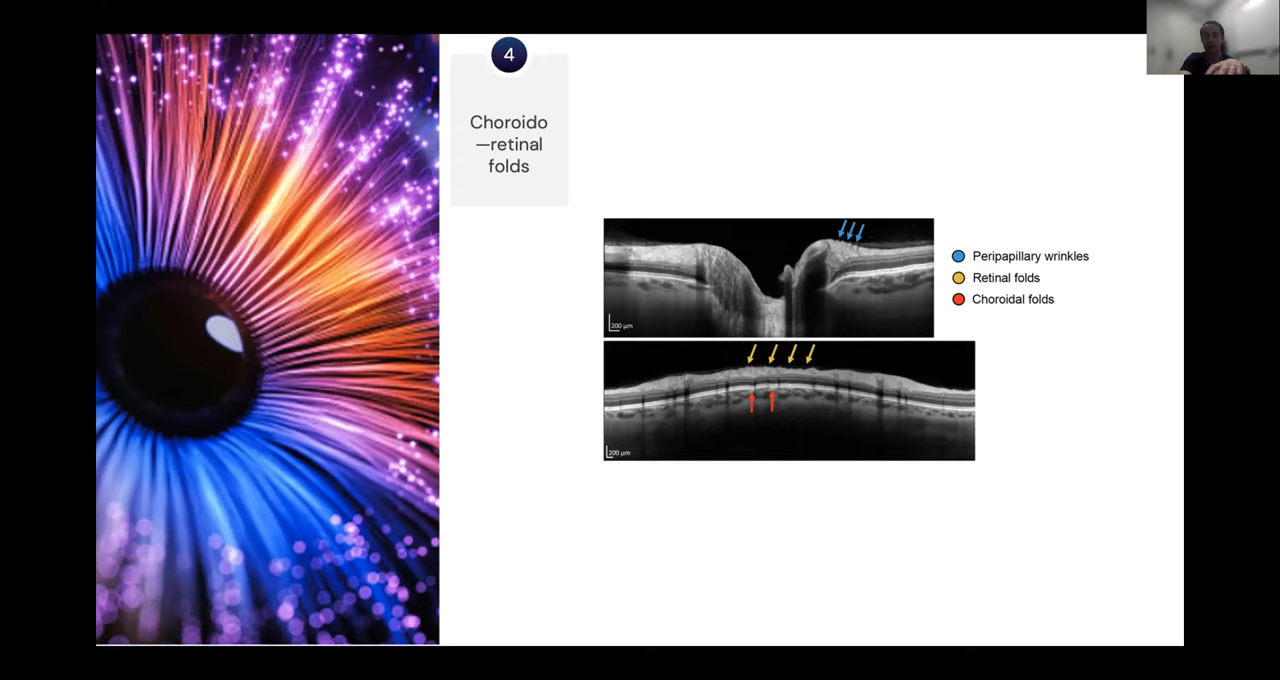 4
Choroido
—retinal
folds
200 µm
Peripapillary wrinkles
Retinal folds
Choroidal folds
200 µm